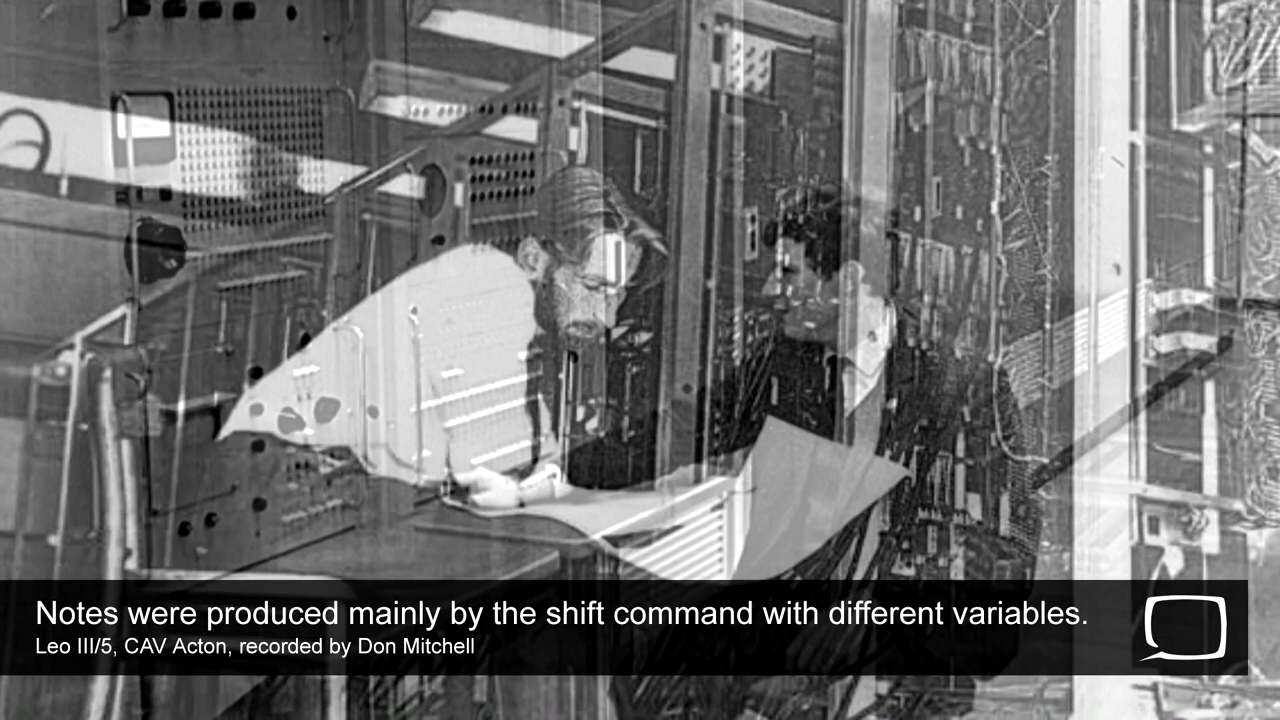 Notes were produced mainly by the shift command with different variables.
Leo III/5, CAV Acton, recorded by Don Mitchell